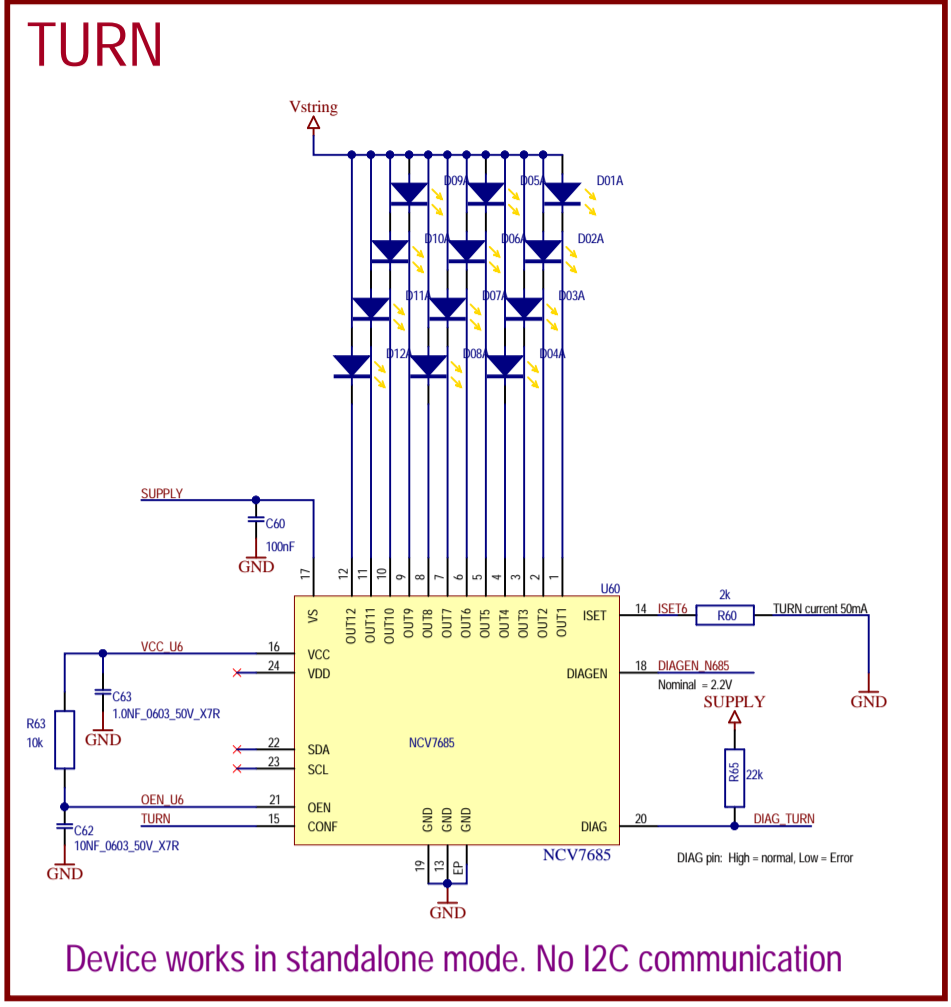 TURN
Vstring
D09A D05A D01A
D10A D06A D02A
D11A D07A D03A
D12A D08A D04A
SUPPLY
C60
100nF
GND
17 12 11 10 9 8 7 6 5 4 3 2 1
U60
VS OUT12 OUT11 OUT10 OUT9 OUT8 OUT7 OUT6 OUT5 OUT4 OUT3 OUT2 OUT1
ISET 14 ISET6
2k
R60
TURN current 50mA
GND
VCC_U6 16 VCC
24 VDD
DIAGEN 18 DIAGEN_N685
Nominal = 2.2V
C63
1.0NF_0603_50V_X7R
GND
R63
10k
SUPPLY
R65
22k
NCV7685
22 SDA
23 SCL
OEN_U6 21 OEN
TURN 15 CONF
GND GND GND
DIAG 20 DIAG_TURN
C62
10NF_0603_50V_X7R
GND
19 13 EP
NCV7685
DIAG pin: High = normal, Low = Error
GND
Device works in standalone mode. No I2C communication